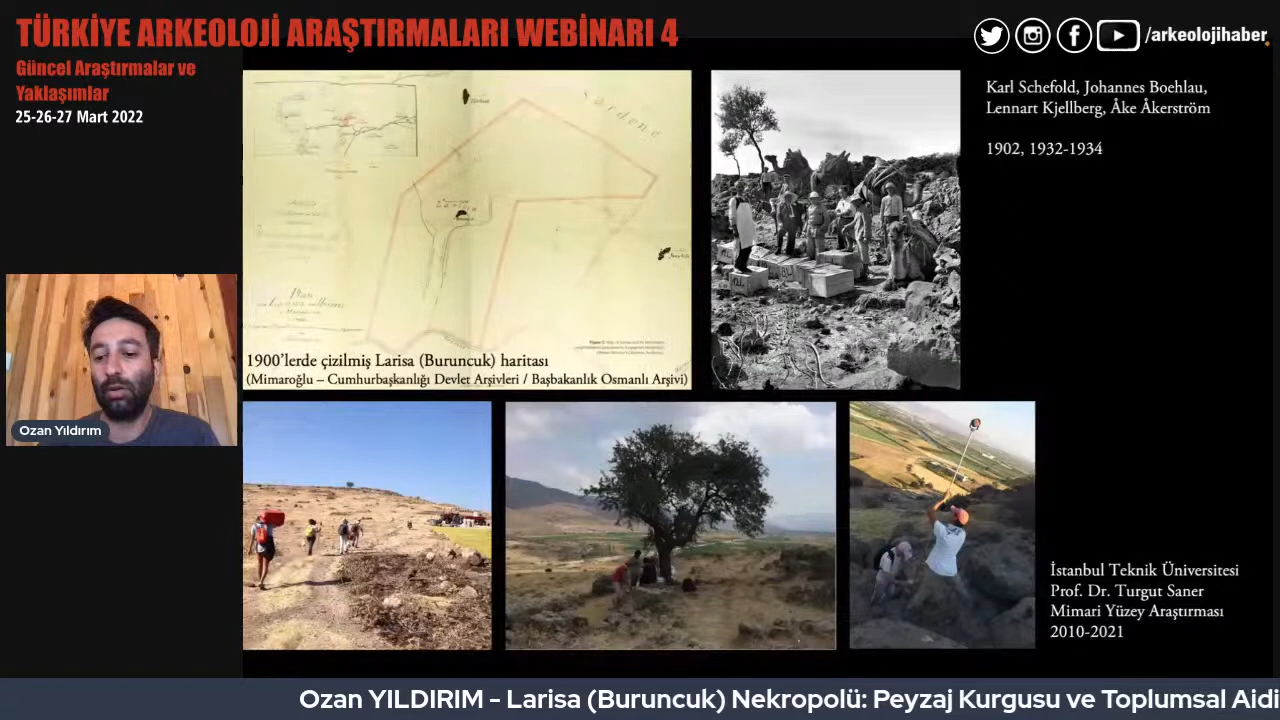 TÜRKİYE ARKEOLOJİ ARAŞTIRMALARI WEBİNARI 4
Güncel Araştırmalar ve
Yaklaşımlar
25-26-27 Mart 2022
/arkeolojihaber
Karl Schefold, Johannes Boehlau,
Lennart Kjellberg, Åke Åkerström
1902, 1932-1934
Sardene
Larissa
Plan
1900’lerde çizilmiş Larisa (Buruncuk) haritası
(Mimaroğlu – Cumhurbaşkanlığı Devlet Arşivleri / Başbakanlık Osmanlı Arşivi)
Ozan Yıldırım
İstanbul Teknik Üniversitesi
Prof. Dr. Turgut Saner
Mimari Yüzey Araştırması
2010-2021
Ozan YILDIRIM - Larisa (Buruncuk) Nekropolü: Peyzaj Kurgusu ve Toplumsal Aidi